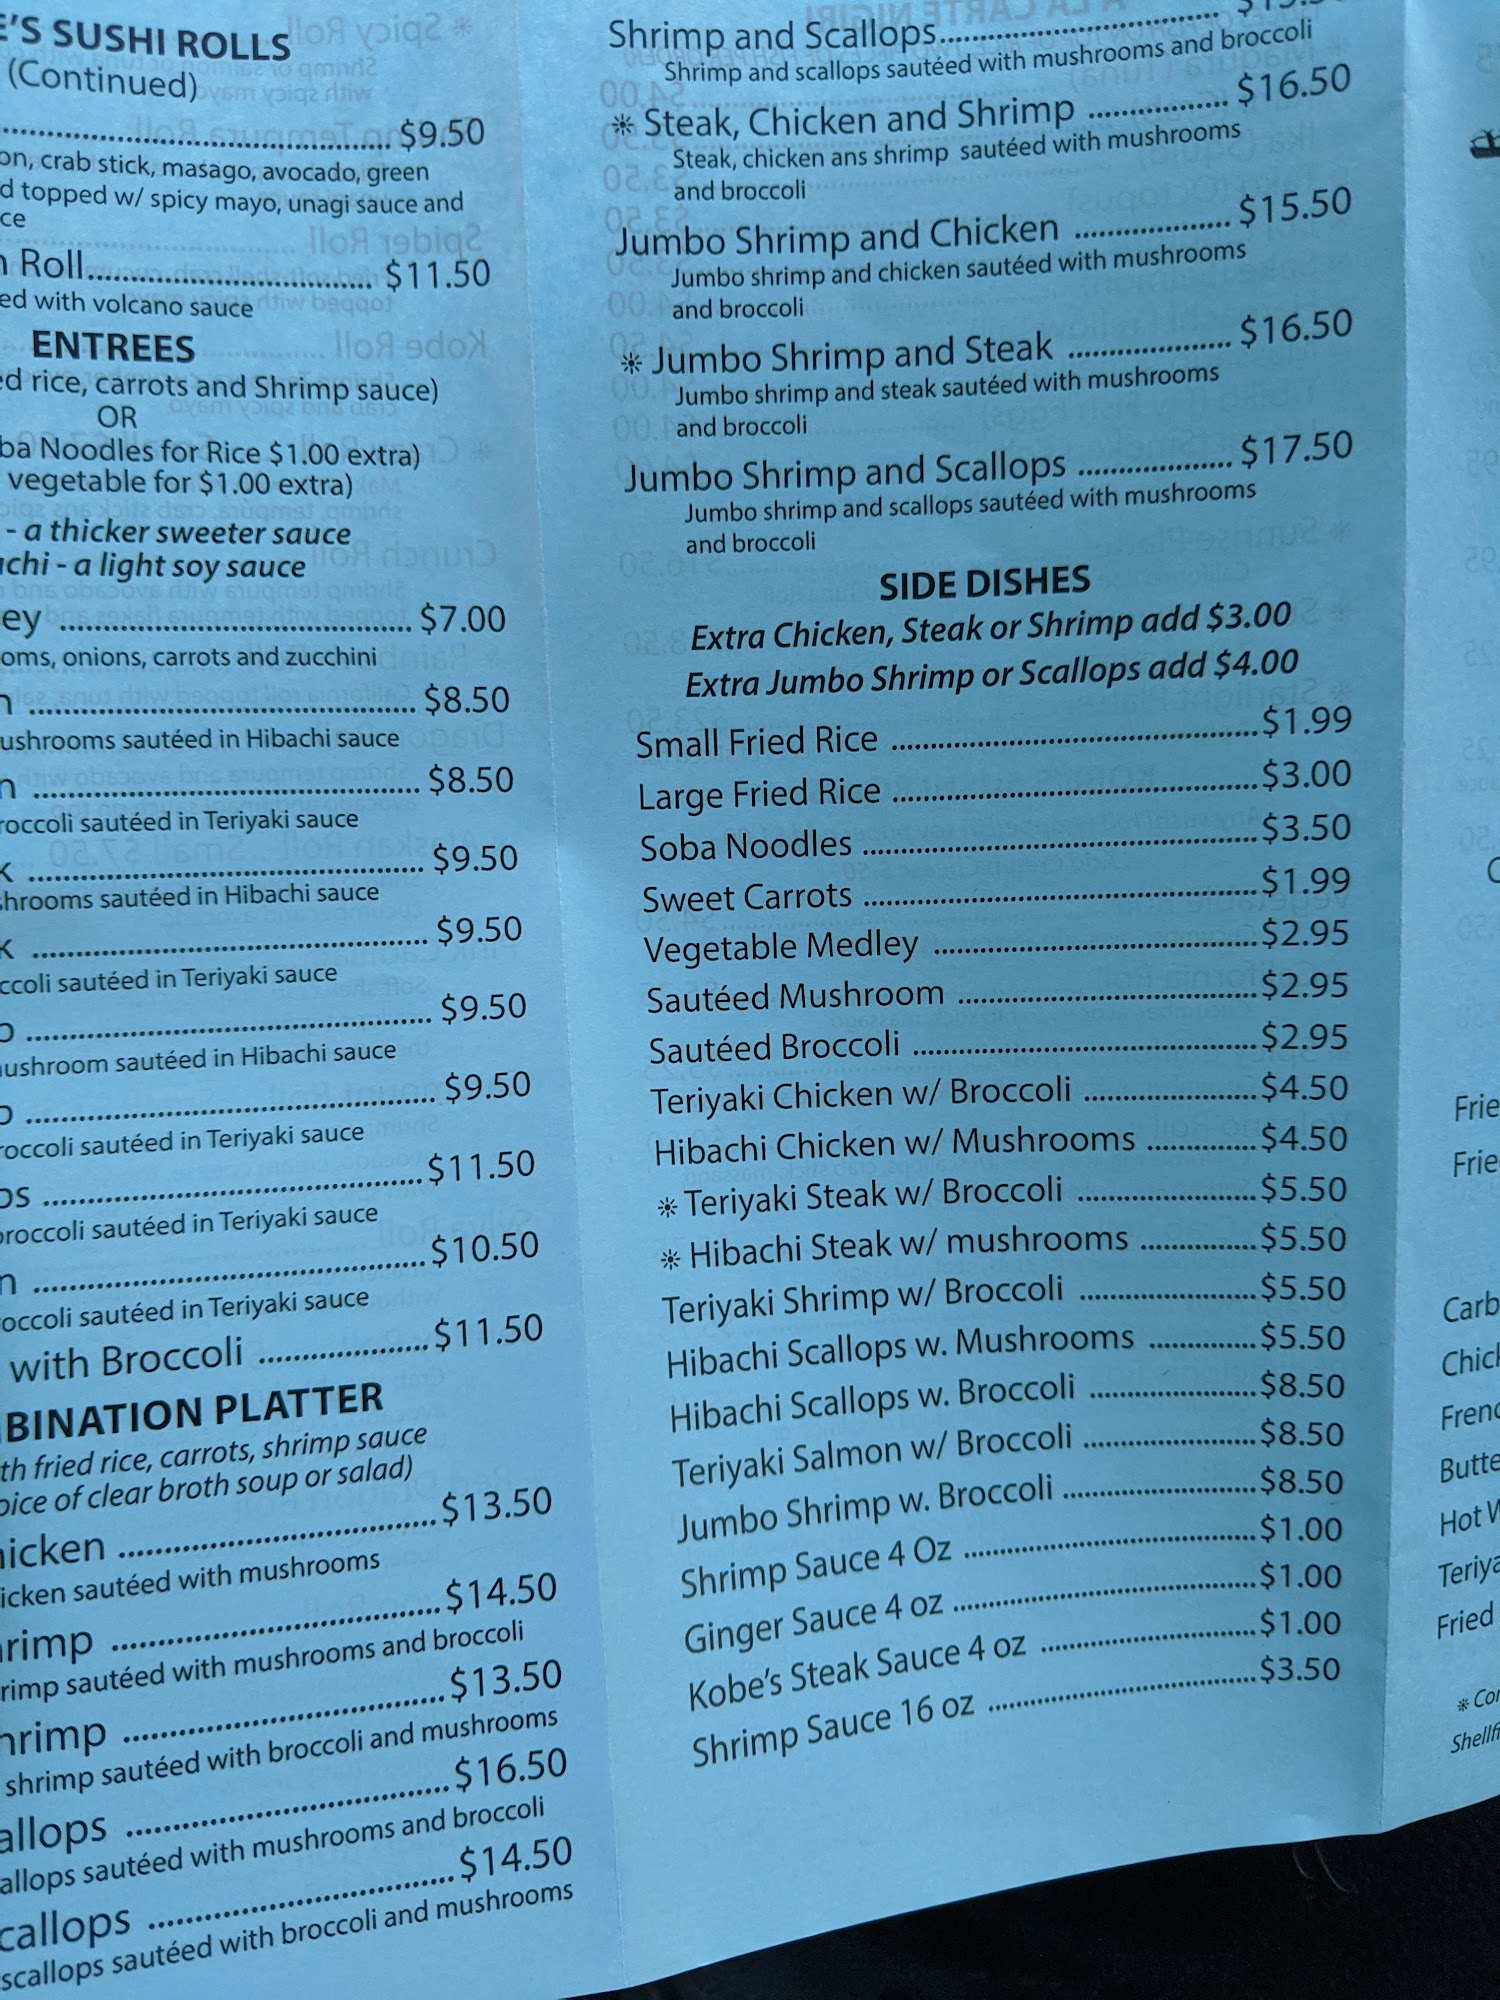 E'S SUSHI ROLLS
(Continued)
$9.50
on, crab stick, masago, avocado, green
d topped w/ spicy mayo, unagi sauce and
ce
n Roll $11.50
ed with volcano sauce
ENTREES
ed rice, carrots and Shrimp sauce)
OR
ba Noodles for Rice $1.00 extra)
vegetable for $1.00 extra)
- a thicker sweeter sauce
achi - a light soy sauce
ey $7.00
oms, onions, carrots and zucchini
n $8.50
ushrooms sautéed in Hibachi sauce
n $8.50
roccoli sautéed in Teriyaki sauce
k $9.50
shrooms sautéed in Hibachi sauce
k $9.50
ccoli sautéed in Teriyaki sauce
p $9.50
ushroom sautéed in Hibachi sauce
p $9.50
roccoli sautéed in Teriyaki sauce
ps $11.50
broccoli sautéed in Teriyaki sauce
n $10.50
occoli sautéed in Teriyaki sauce
with Broccoli $11.50
BINATION PLATTER
th fried rice, carrots, shrimp sauce
oice of clear broth soup or salad)
hicken $13.50
icken sautéed with mushrooms
hrimp $14.50
rimp sautéed with mushrooms and broccoli
hrimp $13.50
shrimp sautéed with broccoli and mushrooms
allops $16.50
allops sautéed with mushrooms and broccoli
callops $14.50
scallops sautéed with broccoli and mushrooms
Shrimp and Scallops
Shrimp and scallops sautéed with mushrooms and broccoli
☼ Steak, Chicken and Shrimp $16.50
Steak, chicken ans shrimp sautéed with mushrooms
and broccoli
Jumbo Shrimp and Chicken $15.50
Jumbo shrimp and chicken sautéed with mushrooms
and broccoli
☼ Jumbo Shrimp and Steak $16.50
Jumbo shrimp and steak sautéed with mushrooms
and broccoli
Jumbo Shrimp and Scallops $17.50
Jumbo shrimp and scallops sautéed with mushrooms
and broccoli
SIDE DISHES
Extra Chicken, Steak or Shrimp add $3.00
Extra Jumbo Shrimp or Scallops add $4.00
Small Fried Rice $1.99
Large Fried Rice $3.00
Soba Noodles $3.50
Sweet Carrots $1.99
Vegetable Medley $2.95
Sautéed Mushroom $2.95
Sautéed Broccoli $2.95
Teriyaki Chicken w/ Broccoli $4.50
Hibachi Chicken w/ Mushrooms $4.50
☼ Teriyaki Steak w/ Broccoli $5.50
☼ Hibachi Steak w/ mushrooms $5.50
Teriyaki Shrimp w/ Broccoli $5.50
Hibachi Scallops w. Mushrooms $5.50
Hibachi Scallops w. Broccoli $8.50
Teriyaki Salmon w/ Broccoli $8.50
Jumbo Shrimp w. Broccoli $8.50
Shrimp Sauce 4 Oz $1.00
Ginger Sauce 4 oz $1.00
Kobe's Steak Sauce 4 oz $1.00
Shrimp Sauce 16 oz $3.50
Frie
Frie
Carb
Chick
Frenc
Butte
Hot W
Teriya
Fried
☼ Con
Shellfi